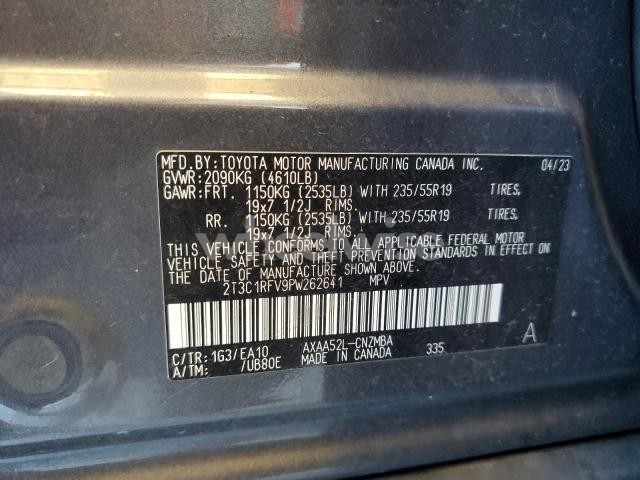 MFD. BY: TOYOTA MOTOR MANUFACTURING CANADA INC. 04/23
GVWR: 2090KG (4610LB)
GAWR: FRT. 1150KG (2535LB) WITH 235/55R19 TIRES,
19x7 1/2J RIMS.
RR. 1150KG (2535LB) WITH 235/55R19 TIRES,
19x7 1/2J RIMS.
THIS VEHICLE CONFORMS TO ALL APPLICABLE FEDERAL MOTOR
VEHICLE SAFETY AND THEFT PREVENTION STANDARDS IN EFFECT ON
THE DATE OF MANUFACTURE SHOWN ABOVE.
2T3C1RFV9PW262641 MPV
C/TR: 1G3/EA10 AXAA52L-CNZMBA 335 A
A/TM: /UB80E MADE IN CANADA